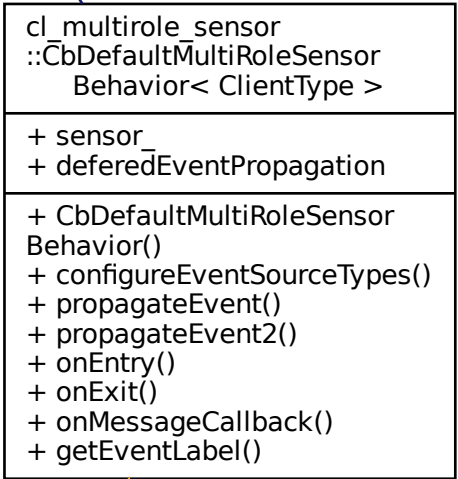 cl_multirole_sensor
::CbDefaultMultiRoleSensor
Behavior< ClientType >
+ sensor_
+ deferedEventPropagation
+ CbDefaultMultiRoleSensor
Behavior()
+ configureEventSourceTypes()
+ propagateEvent()
+ propagateEvent2()
+ onEntry()
+ onExit()
+ onMessageCallback()
+ getEventLabel()